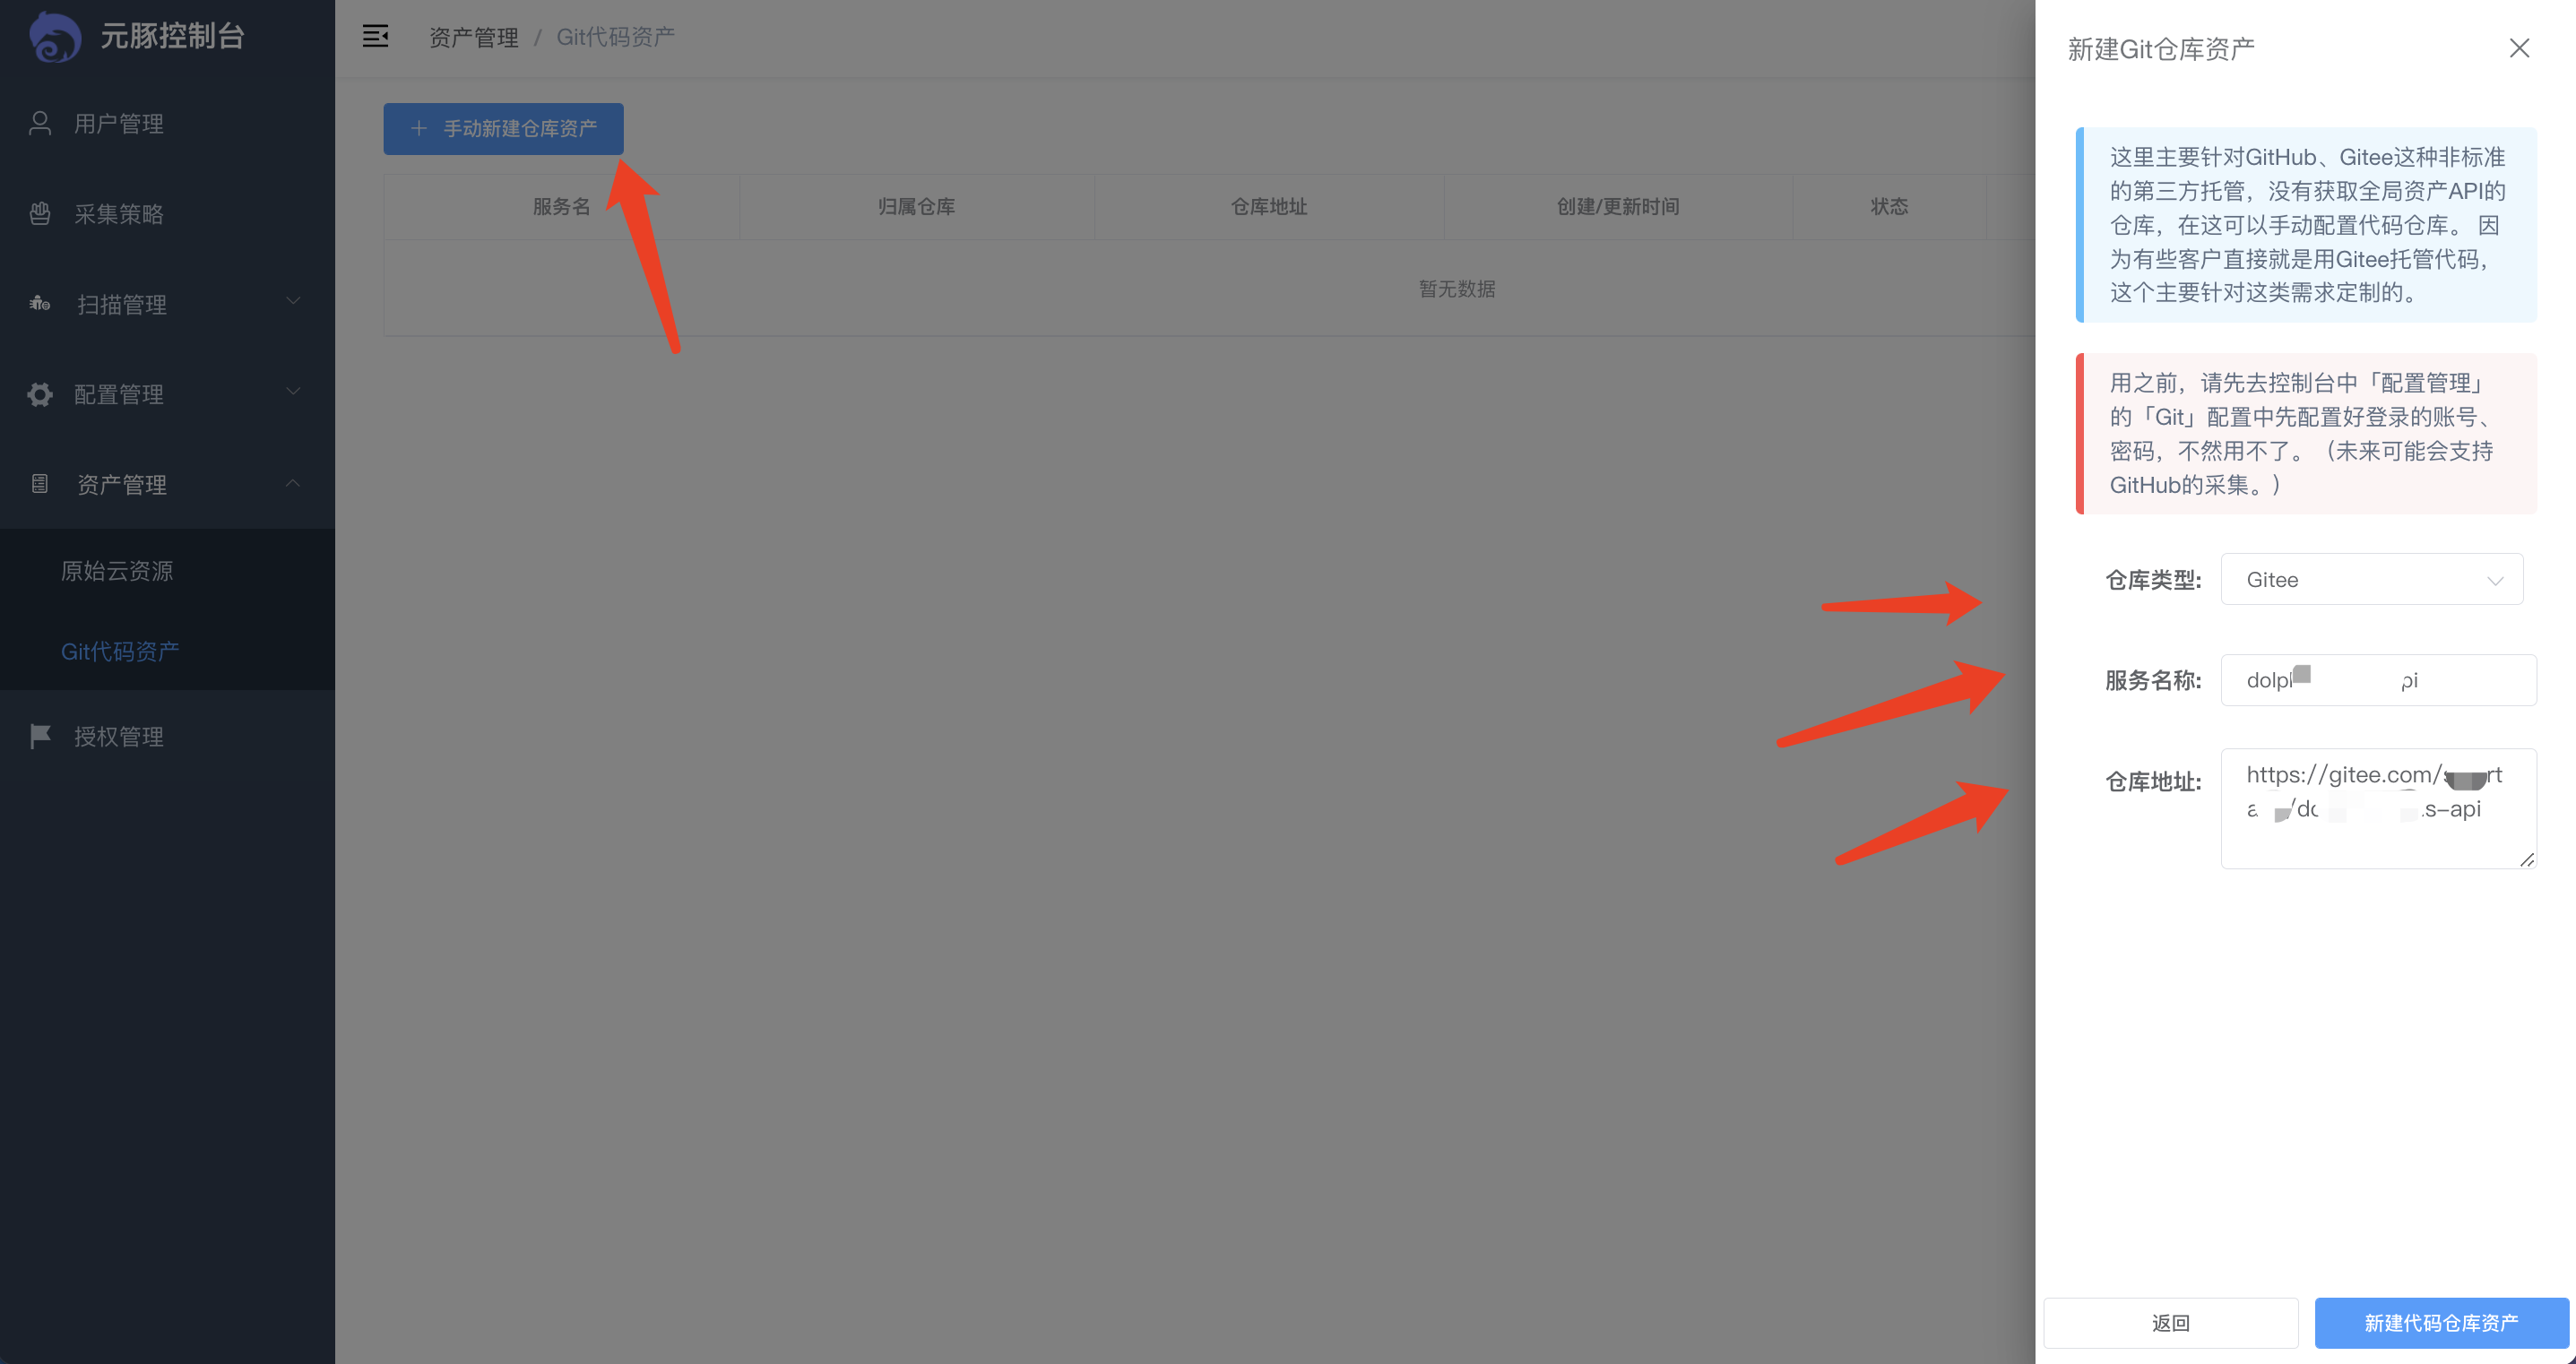 元豚控制台
用户管理
采集策略
扫描管理
配置管理
资产管理
原始云资源
Git代码资产
授权管理
资产管理 / Git代码资产
+ 手动新建仓库资产
服务名 归属仓库 仓库地址 创建/更新时间 状态
暂无数据
新建Git仓库资产
这里主要针对GitHub、Gitee这种非标准
的第三方托管，没有获取全局资产API的
仓库，在这可以手动配置代码仓库。 因
为有些客户直接就是用Gitee托管代码，
这个主要针对这类需求定制的。
用之前，请先去控制台中「配置管理」
的「Git」配置中先配置好登录的账号、
密码，不然用不了。（未来可能会支持
GitHub的采集。）
仓库类型: Gitee
服务名称:
仓库地址: https://gitee.com/
s-api
返回
新建代码仓库资产